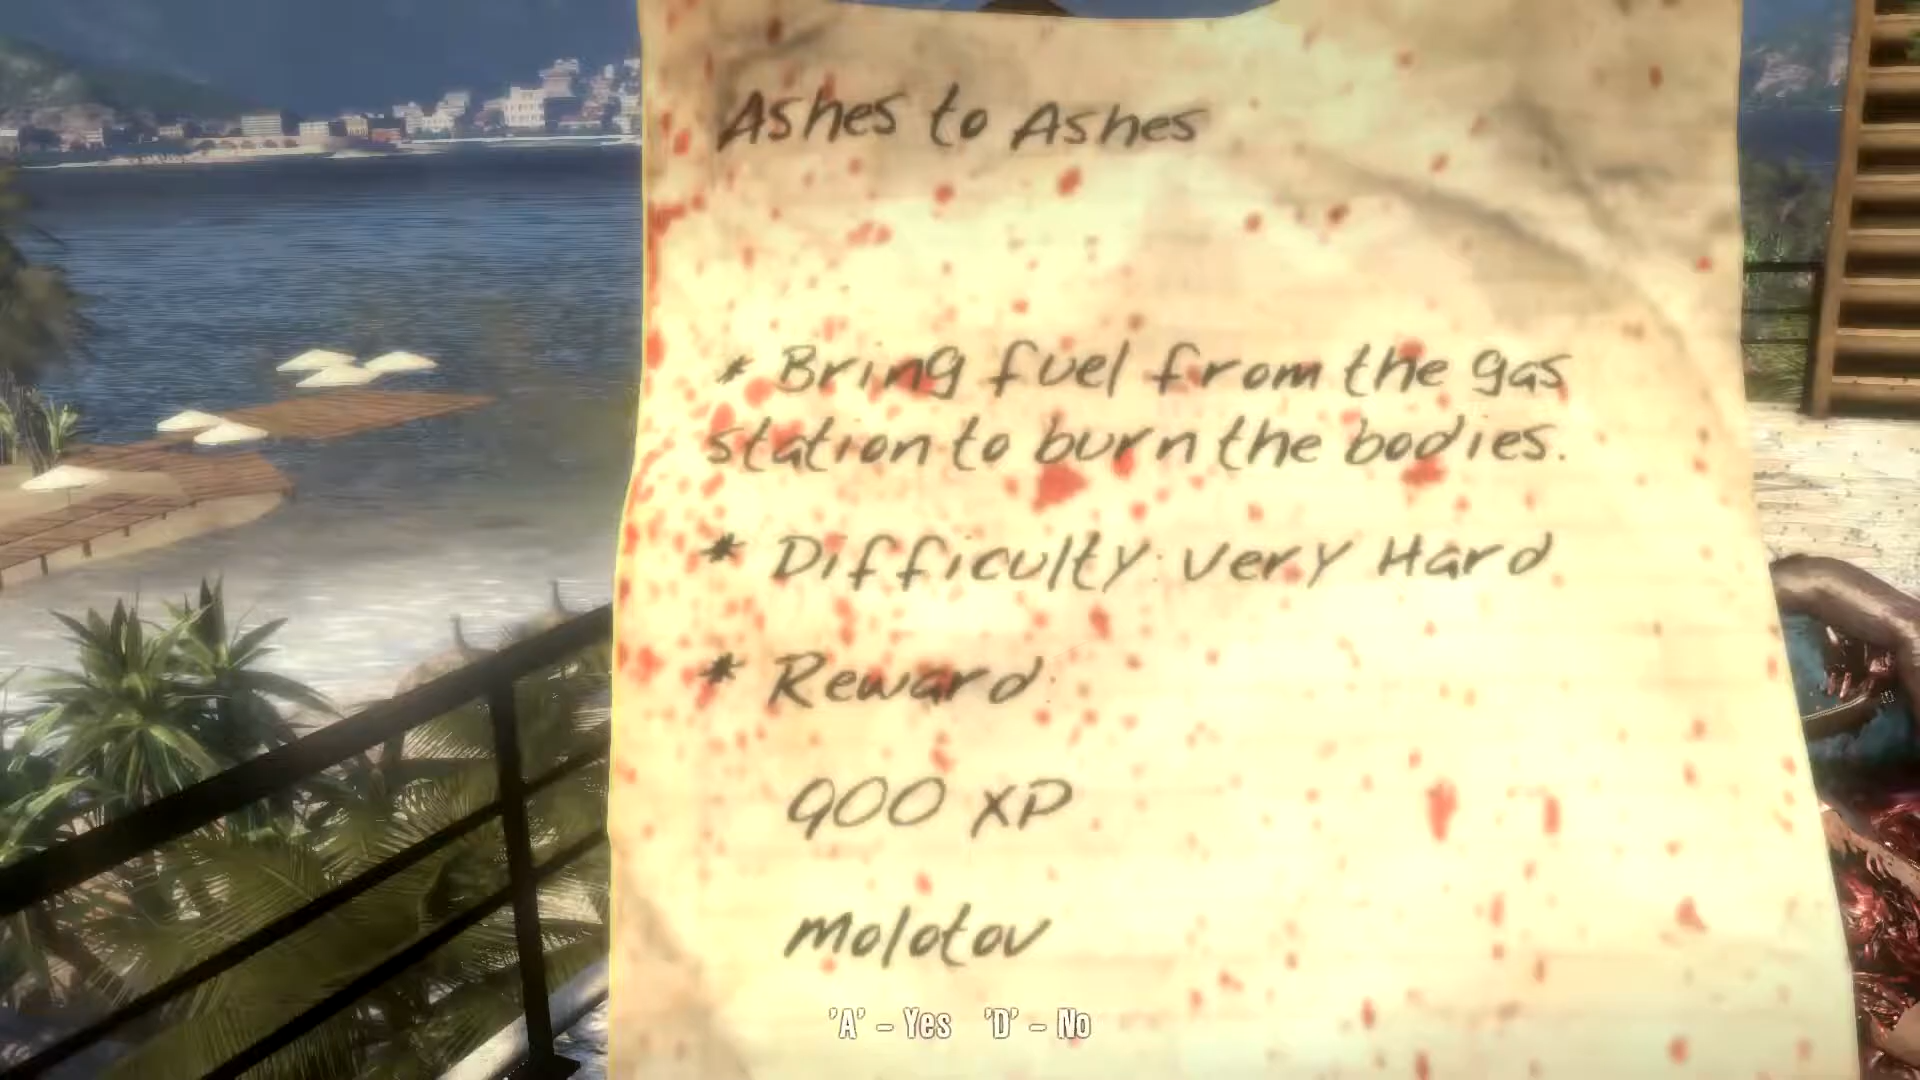 Ashes to Ashes
* Bring fuel from the gas
station to burn the bodies.
* Difficulty: Very Hard
* Reward
900 XP
Molotov
'A' – Yes 'D' – No